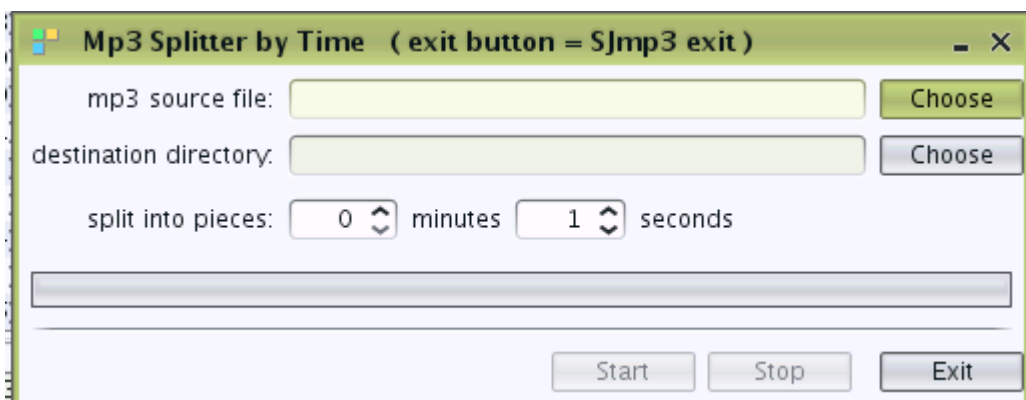 Mp3 Splitter by Time ( exit button = SJmp3 exit )
mp3 source file: Choose
destination directory: Choose
split into pieces: 0 minutes 1 seconds
Start Stop Exit